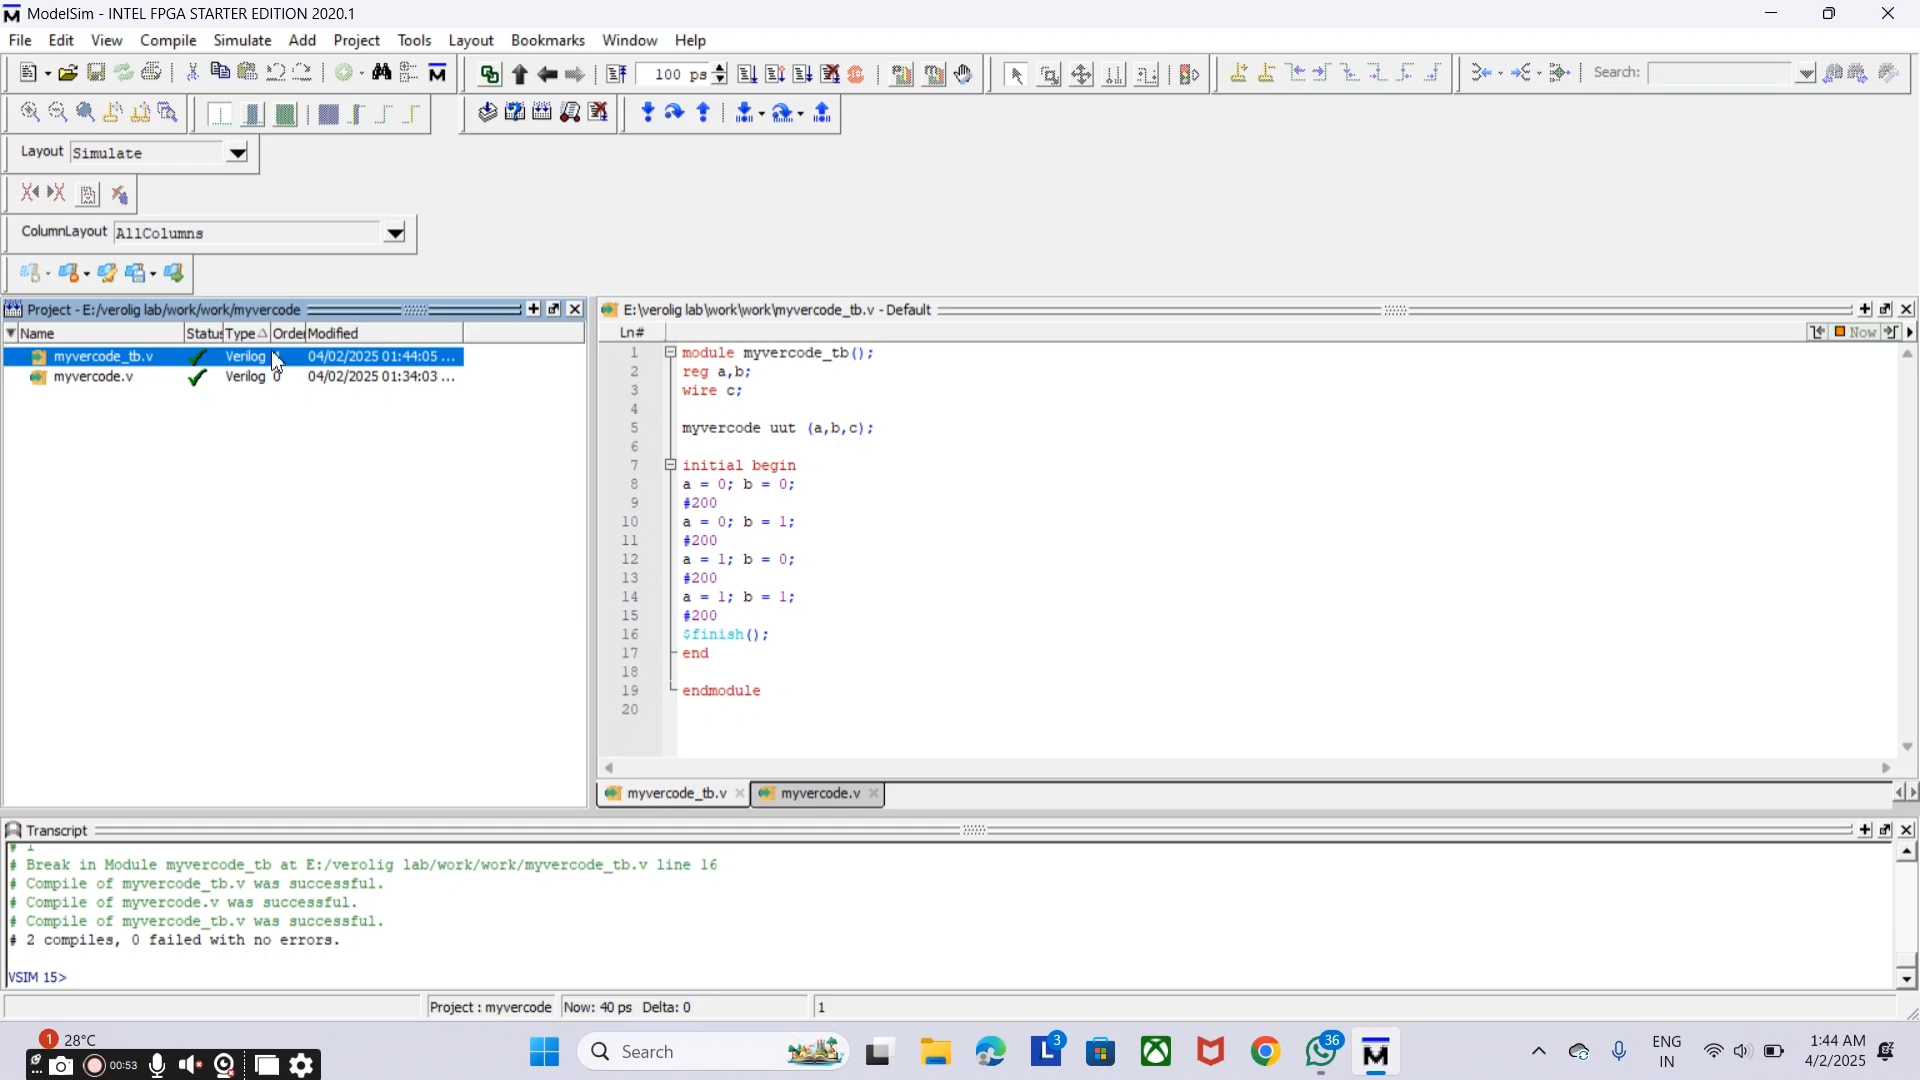 ModelSim - INTEL FPGA STARTER EDITION 2020.1
File Edit View Compile Simulate Add Project Tools Layout Bookmarks Window Help
100 ps
Search:
Layout Simulate
ColumnLayout AllColumns
Project - E:/verolig lab/work/work/myvercode
Name Status Type Order Modified
myvercode_tb.v Verilog 1 04/02/2025 01:44:05 ...
myvercode.v Verilog 0 04/02/2025 01:34:03 ...
E:\verolig lab\work\work\myvercode_tb.v - Default
Ln#
Now
1 module myvercode_tb();
2 reg a,b;
3 wire c;
4
5 myvercode uut (a,b,c);
6
7 initial begin
8 a = 0; b = 0;
9 #200
10 a = 0; b = 1;
11 #200
12 a = 1; b = 0;
13 #200
14 a = 1; b = 1;
15 #200
16 $finish();
17 end
18
19 endmodule
20
myvercode_tb.v myvercode.v
Transcript
# 1
# Break in Module myvercode_tb at E:/verolig lab/work/work/myvercode_tb.v line 16
# Compile of myvercode_tb.v was successful.
# Compile of myvercode.v was successful.
# Compile of myvercode_tb.v was successful.
# 2 compiles, 0 failed with no errors.
VSIM 15>
Project : myvercode Now: 40 ps Delta: 0 1
1 28°C
00:53
Search
L 3
36
ENG
IN
1:44 AM
4/2/2025